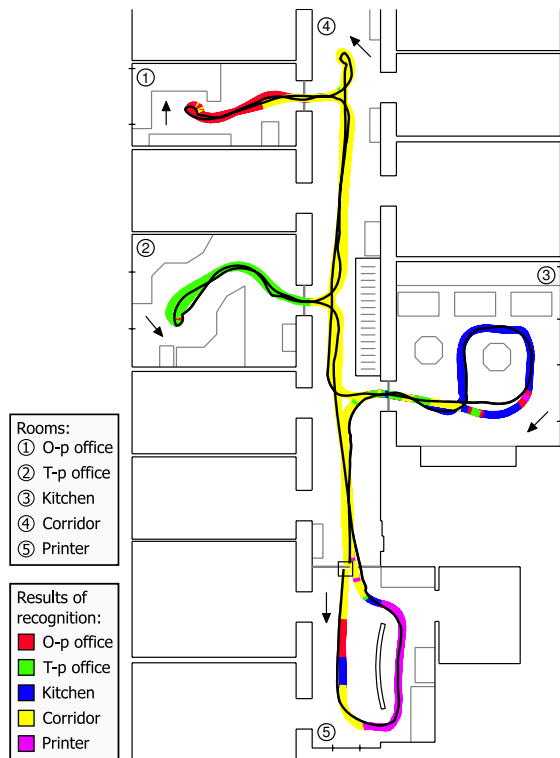 ④
①
②
③
Rooms:
① O-p office
② T-p office
③ Kitchen
④ Corridor
⑤ Printer
Results of
recognition:
O-p office
T-p office
Kitchen
Corridor
Printer
⑤